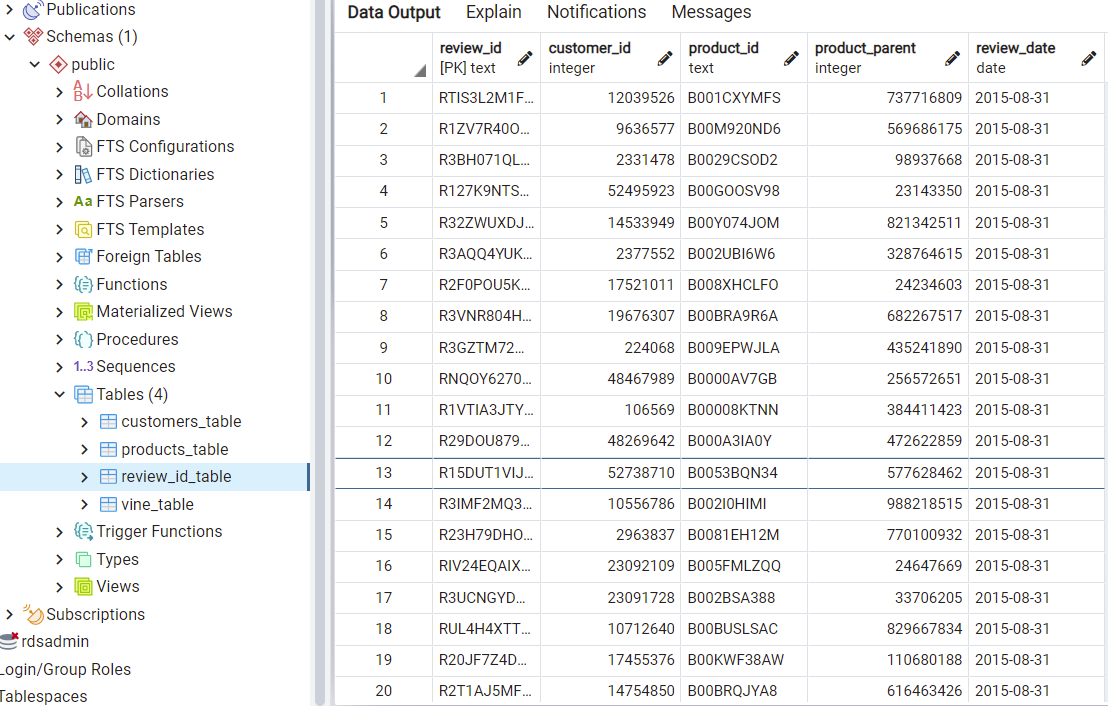 Publications
Schemas (1)
public
Collations
Domains
FTS Configurations
FTS Dictionaries
Aa FTS Parsers
FTS Templates
Foreign Tables
Functions
Materialized Views
Procedures
1..3 Sequences
Tables (4)
customers_table
products_table
review_id_table
vine_table
Trigger Functions
Types
Views
Subscriptions
rdsadmin
Login/Group Roles
Tablespaces
Data Output Explain Notifications Messages
review_id customer_id product_id product_parent review_date
[PK] text integer text integer date
1 RTIS3L2M1F... 12039526 B001CXYMFS 737716809 2015-08-31
2 R1ZV7R40O... 9636577 B00M920ND6 569686175 2015-08-31
3 R3BH071QL... 2331478 B0029CSOD2 98937668 2015-08-31
4 R127K9NTS... 52495923 B00GOOSV98 23143350 2015-08-31
5 R32ZWUXDJ... 14533949 B00Y074JOM 821342511 2015-08-31
6 R3AQQ4YUK... 2377552 B002UBI6W6 328764615 2015-08-31
7 R2F0POU5K... 17521011 B008XHCLFO 24234603 2015-08-31
8 R3VNR804H... 19676307 B00BRA9R6A 682267517 2015-08-31
9 R3GZTM72... 224068 B009EPWJLA 435241890 2015-08-31
10 RNQOY6270... 48467989 B0000AV7GB 256572651 2015-08-31
11 R1VTIA3JTY... 106569 B00008KTNN 384411423 2015-08-31
12 R29DOU879... 48269642 B000A3IA0Y 472622859 2015-08-31
13 R15DUT1VIJ... 52738710 B0053BQN34 577628462 2015-08-31
14 R3IMF2MQ3... 10556786 B002I0HIMI 988218515 2015-08-31
15 R23H79DHO... 2963837 B0081EH12M 770100932 2015-08-31
16 RIV24EQAIX... 23092109 B005FMLZQQ 24647669 2015-08-31
17 R3UCNGYD... 23091728 B002BSA388 33706205 2015-08-31
18 RUL4H4XTT... 10712640 B00BUSLSAC 829667834 2015-08-31
19 R20JF7Z4D... 17455376 B00KWF38AW 110680188 2015-08-31
20 R2T1AJ5MF... 14754850 B00BRQJYA8 616463426 2015-08-31